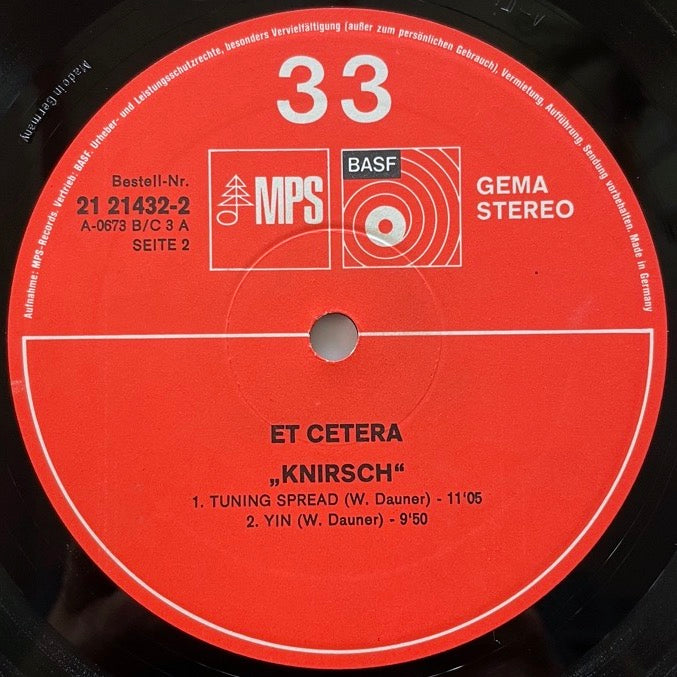 Aufnahme: MPS-Records. Vertrieb: BASF. Urheber- und Leistungsschutzrechte, besonders Vervielfältigung (außer zum persönlichen Gebrauch), Vermietung, Aufführung, Sendung vorbehalten. Made in Germany
Made in Germany
33
Bestell-Nr.
21 21432-2
A-0673 B/C 3 A
SEITE 2
MPS
BASF
GEMA
STEREO
ET CETERA
„KNIRSCH“
1. TUNING SPREAD (W. Dauner) - 11'05
2. YIN (W. Dauner) - 9'50